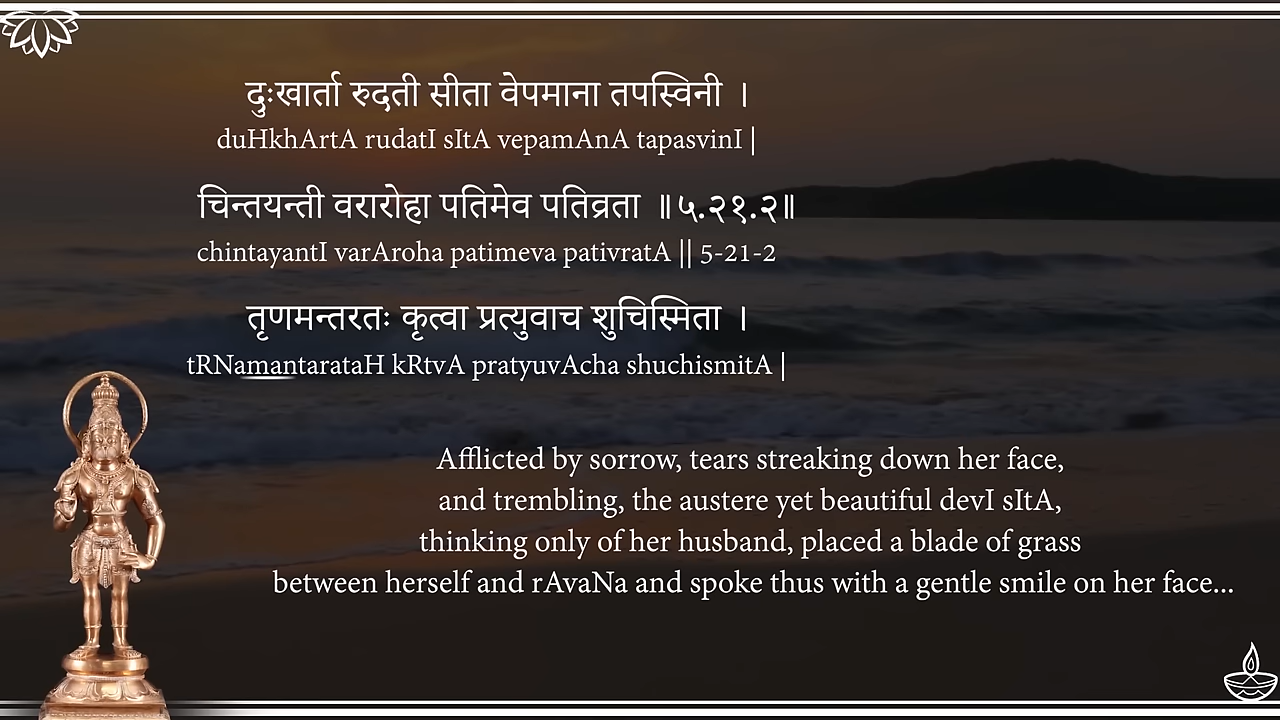 दुःखार्ता रुदती सीता वेपमाना तपस्विनी ।
duHkhArtA rudatI sItA vepamAnA tapasvinI |
चिन्तयन्ती वरारोहा पतिमेव पतिव्रता ॥५.२१.२॥
chintayantI varAroha patimeva pativratA || 5-21-2
तृणमन्तरतः कृत्वा प्रत्युवाच शुचिस्मिता ।
tRNamantarataH kRtvA pratyuvAcha shuchismitA |
Afflicted by sorrow, tears streaking down her face,
and trembling, the austere yet beautiful devI sItA,
thinking only of her husband, placed a blade of grass
between herself and rAvaNa and spoke thus with a gentle smile on her face...